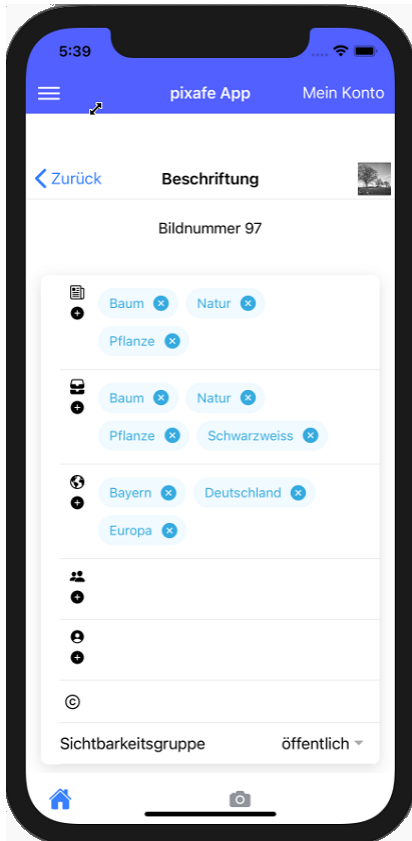 5:39
pixafe App
Mein Konto
Zurück
Beschriftung
Bildnummer 97
Baum
Natur
Pflanze
Baum
Natur
Pflanze
Schwarzweiss
Bayern
Deutschland
Europa
©
Sichtbarkeitsgruppe
öffentlich